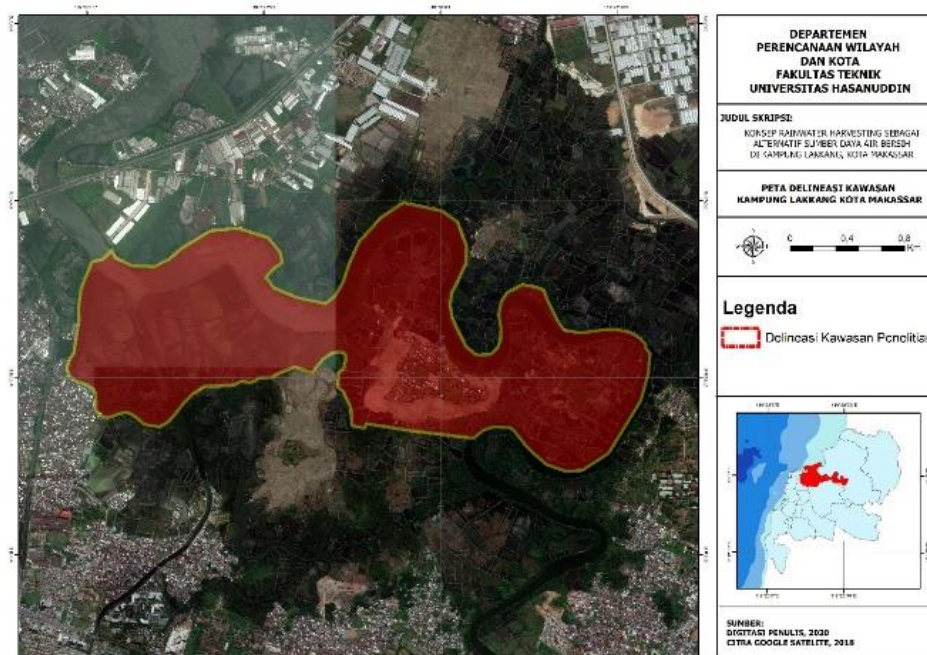 DEPARTEMEN
PERENCANAAN WILAYAH
DAN KOTA
FAKULTAS TEKNIK
UNIVERSITAS HASANUDDIN
JUDUL SKRIPSI:
KONSEP RAINWATER HARVESTING SEBAGAI
ALTERNATIF SUMBER DAYA AIR BERSIH
DI KAMPUNG LAKKANG, KOTA MAKASSAR
PETA DELINEASI KAWASAN
KAMPUNG LAKKANG KOTA MAKASSAR
0 0,4 0,8
Km
Legenda
Delineasi Kawasan Penelitian
SUMBER:
DIGITASI PENULIS, 2020
CITRA GOOGLE SATELITE, 2018